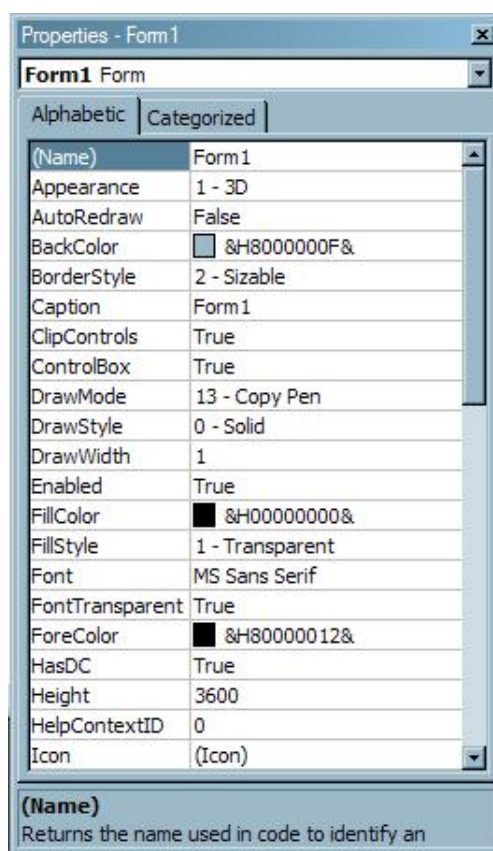 Properties - Form1
Form1 Form
Alphabetic Categorized
(Name) Form1
Appearance 1 - 3D
AutoRedraw False
BackColor &H8000000F&
BorderStyle 2 - Sizable
Caption Form1
ClipControls True
ControlBox True
DrawMode 13 - Copy Pen
DrawStyle 0 - Solid
DrawWidth 1
Enabled True
FillColor &H00000000&
FillStyle 1 - Transparent
Font MS Sans Serif
FontTransparent True
ForeColor &H80000012&
HasDC True
Height 3600
HelpContextID 0
Icon (Icon)
(Name)
Returns the name used in code to identify an